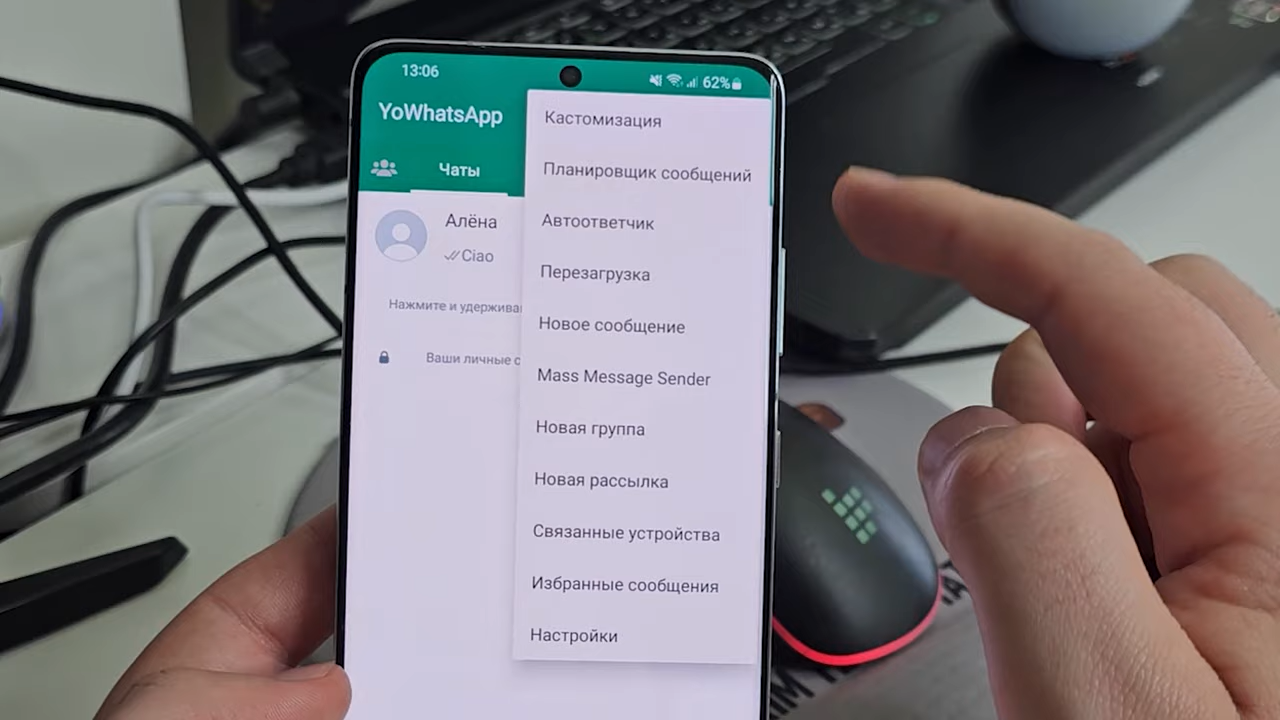 13:06
62%
YoWhatsApp
Чаты
Алёна
Ciao
Нажмите и удержива
Ваши личные с
Кастомизация
Планировщик сообщений
Автоответчик
Перезагрузка
Новое сообщение
Mass Message Sender
Новая группа
Новая рассылка
Связанные устройства
Избранные сообщения
Настройки